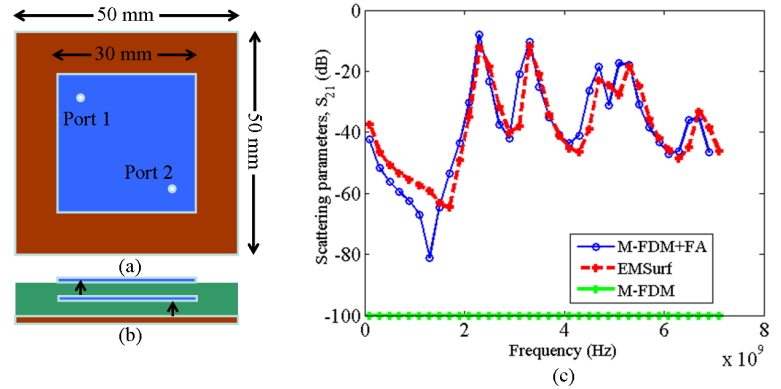 50 mm
30 mm
Port 1
Port 2
50 mm
(a)
(b)
Scattering parameters, S21 (dB)
0
-20
-40
-60
-80
-100
M-FDM+FA
EMSurf
M-FDM
0
2
4
6
8
Frequency (Hz)
x 10^9
(c)